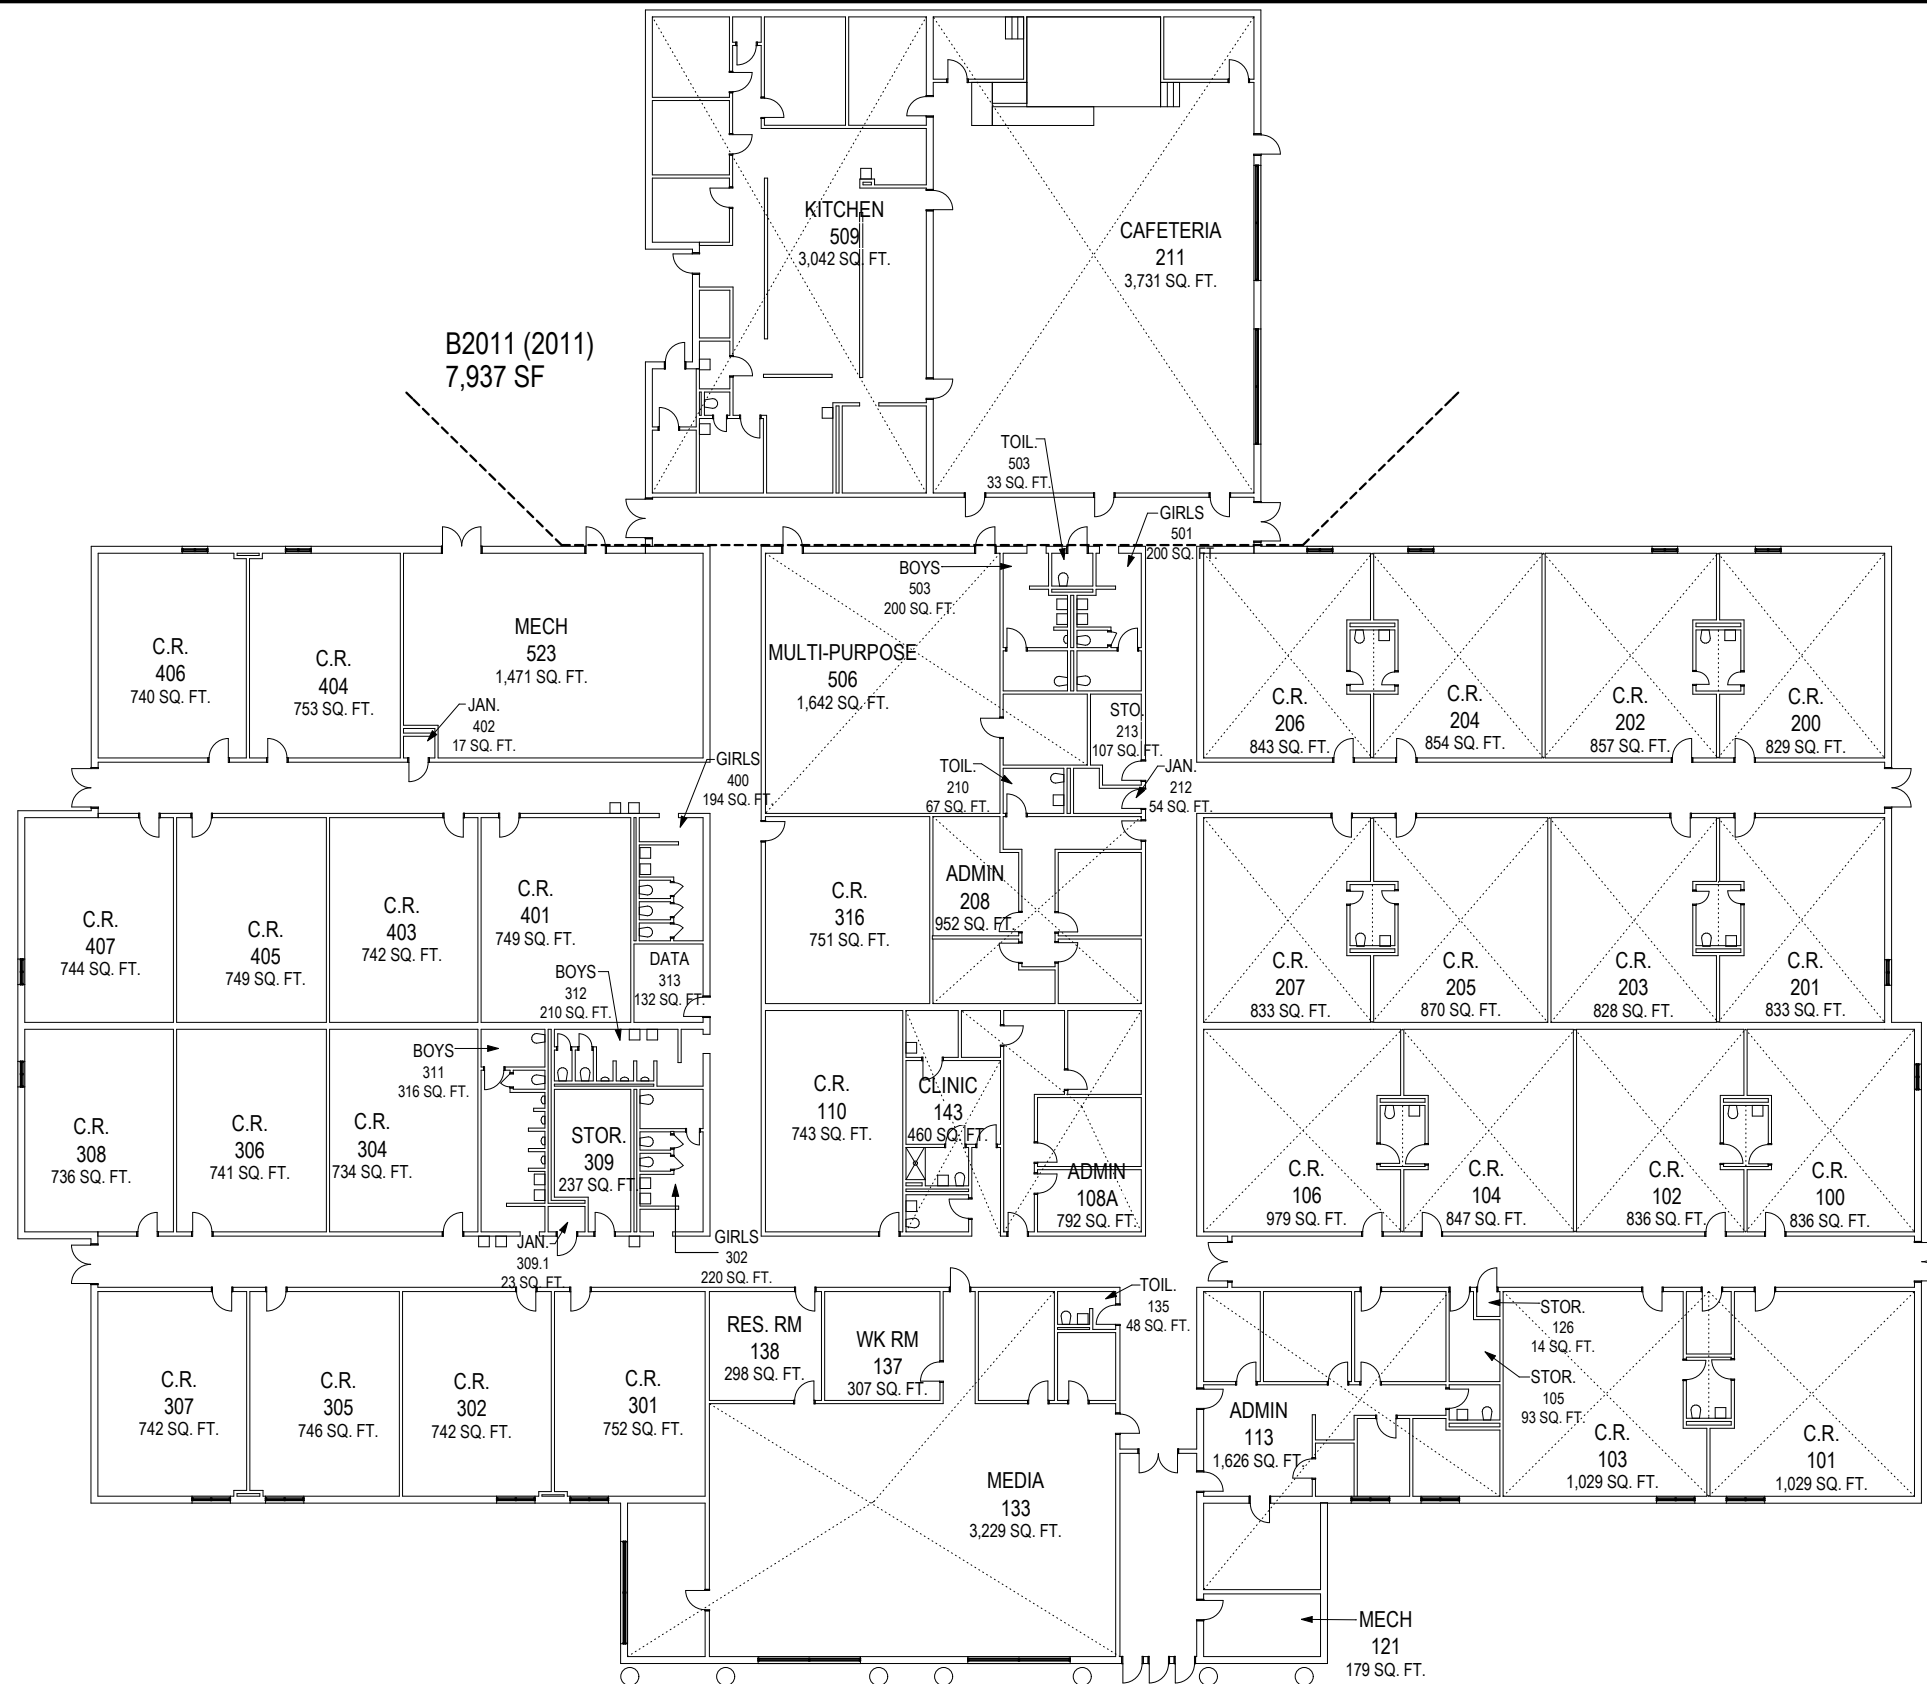 KITCHEN
509
3,042 SQ. FT.
CAFETERIA
211
3,731 SQ. FT.
B2011 (2011)
7,937 SF
TOIL.
503
33 SQ. FT.
GIRLS
501
200 SQ. FT.
BOYS
503
200 SQ. FT.
C.R.
406
740 SQ. FT.
C.R.
404
753 SQ. FT.
MECH
523
1,471 SQ. FT.
JAN.
402
17 SQ. FT.
MULTI-PURPOSE
506
1,642 SQ. FT.
STO.
213
107 SQ. FT.
C.R.
206
843 SQ. FT.
C.R.
204
854 SQ. FT.
C.R.
202
857 SQ. FT.
C.R.
200
829 SQ. FT.
GIRLS
400
194 SQ. FT.
TOIL.
210
67 SQ. FT.
JAN.
212
54 SQ. FT.
C.R.
407
744 SQ. FT.
C.R.
405
749 SQ. FT.
C.R.
403
742 SQ. FT.
C.R.
401
749 SQ. FT.
BOYS
312
210 SQ. FT.
DATA
313
132 SQ. FT.
C.R.
316
751 SQ. FT.
ADMIN
208
952 SQ. FT.
C.R.
207
833 SQ. FT.
C.R.
205
870 SQ. FT.
C.R.
203
828 SQ. FT.
C.R.
201
833 SQ. FT.
C.R.
308
736 SQ. FT.
C.R.
306
741 SQ. FT.
C.R.
304
734 SQ. FT.
BOYS
311
316 SQ. FT.
STOR.
309
237 SQ. FT.
C.R.
110
743 SQ. FT.
CLINIC
143
460 SQ. FT.
ADMIN
108A
792 SQ. FT.
C.R.
106
979 SQ. FT.
C.R.
104
847 SQ. FT.
C.R.
102
836 SQ. FT.
C.R.
100
836 SQ. FT.
JAN.
309.1
23 SQ. FT.
GIRLS
302
220 SQ. FT.
TOIL.
135
48 SQ. FT.
STOR.
126
14 SQ. FT.
STOR.
105
93 SQ. FT.
C.R.
307
742 SQ. FT.
C.R.
305
746 SQ. FT.
C.R.
302
742 SQ. FT.
C.R.
301
752 SQ. FT.
RES. RM
138
298 SQ. FT.
WK RM
137
307 SQ. FT.
ADMIN
113
1,626 SQ. FT.
C.R.
103
1,029 SQ. FT.
C.R.
101
1,029 SQ. FT.
MEDIA
133
3,229 SQ. FT.
MECH
121
179 SQ. FT.